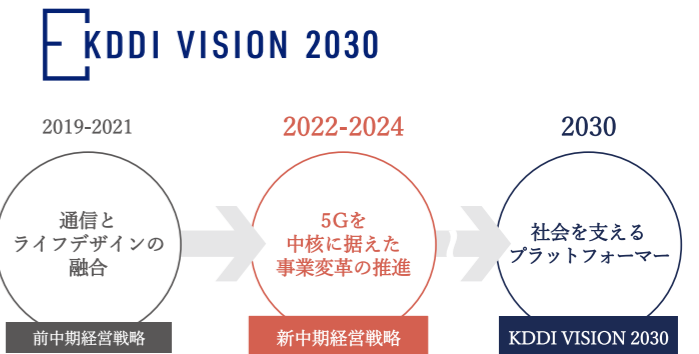 KDDI VISION 2030
2019-2021
2022-2024
2030
通信と
ライフデザインの
融合
5Gを
中核に据えた
事業変革の推進
社会を支える
プラットフォーマー
前中期経営戦略
新中期経営戦略
KDDI VISION 2030